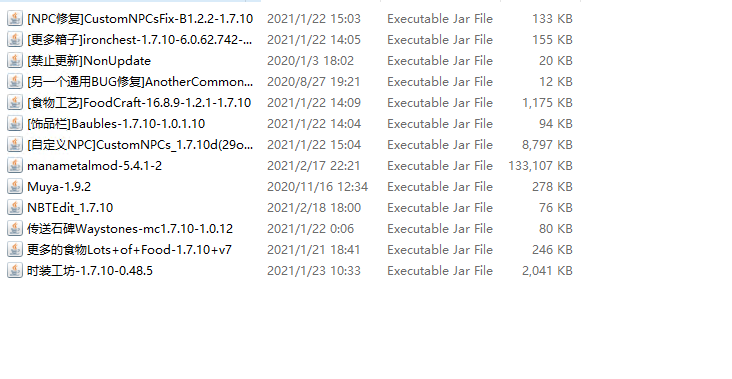 [NPC修复]CustomNPCsFix-B1.2.2-1.7.10 2021/1/22 15:03 Executable Jar File 133 KB
[更多箱子]ironchest-1.7.10-6.0.62.742-... 2021/1/22 14:05 Executable Jar File 155 KB
[禁止更新]NonUpdate 2020/1/3 18:02 Executable Jar File 20 KB
[另一个通用BUG修复]AnotherCommon... 2020/8/27 19:21 Executable Jar File 12 KB
[食物工艺]FoodCraft-16.8.9-1.2.1-1.7.10 2021/1/22 14:09 Executable Jar File 1,175 KB
[饰品栏]Baubles-1.7.10-1.0.1.10 2021/1/22 14:04 Executable Jar File 94 KB
[自定义NPC]CustomNPCs_1.7.10d(29o... 2021/1/22 15:04 Executable Jar File 8,797 KB
manametalmod-5.4.1-2 2021/2/17 22:21 Executable Jar File 133,107 KB
Muya-1.9.2 2020/11/16 12:34 Executable Jar File 278 KB
NBTEdit_1.7.10 2021/2/18 18:00 Executable Jar File 76 KB
传送石碑Waystones-mc1.7.10-1.0.12 2021/1/22 0:06 Executable Jar File 80 KB
更多的食物Lots+of+Food-1.7.10+v7 2021/1/21 18:41 Executable Jar File 246 KB
时装工坊-1.7.10-0.48.5 2021/1/23 10:33 Executable Jar File 2,041 KB